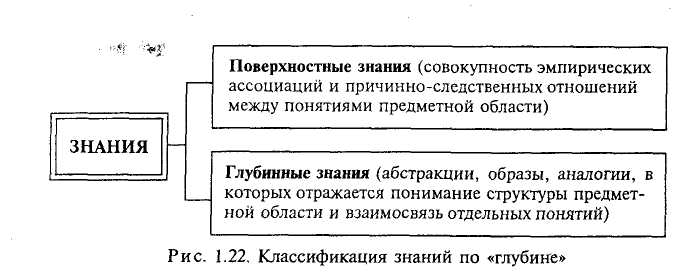 Поверхностные знания (совокупность эмпирических
ассоциаций и причинно-следственных отношений
между понятиями предметной области)
ЗНАНИЯ
Глубинные знания (абстракции, образы, аналогии, в
которых отражается понимание структуры предмет-
ной области и взаимосвязь отдельных понятий)
Рис. 1.22. Классификация знаний по «глубине»